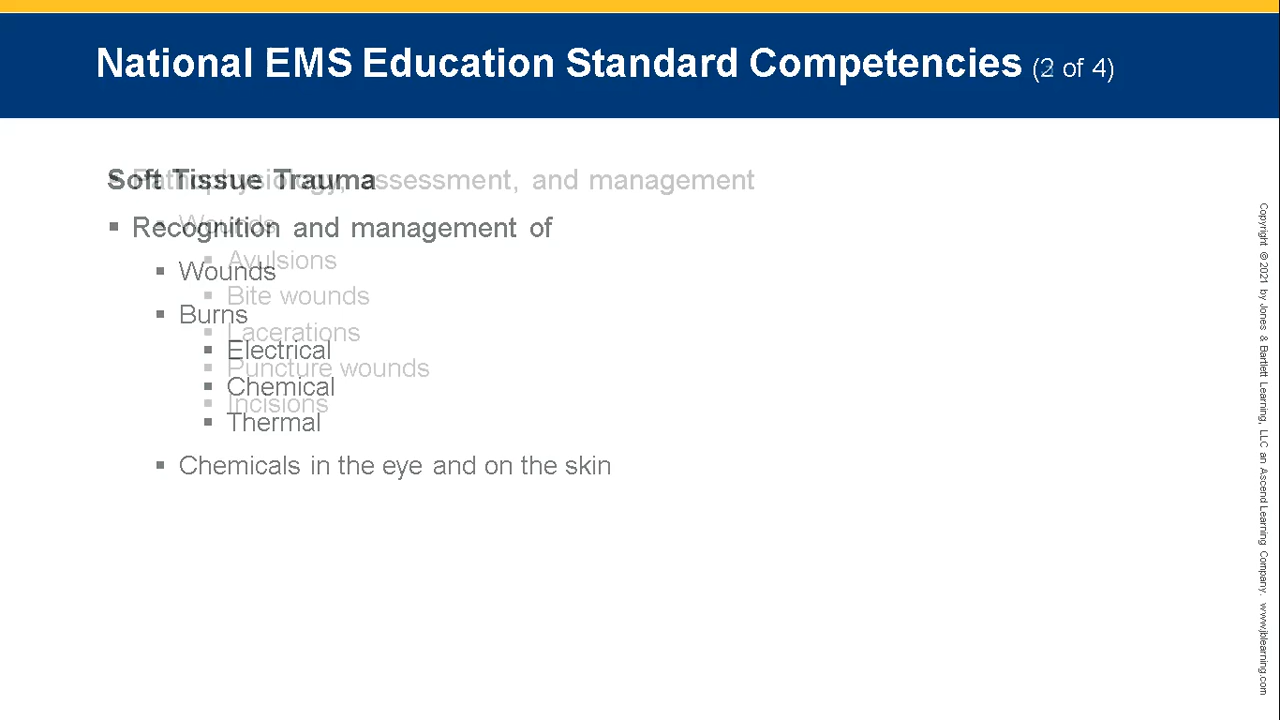 National EMS Education Standard Competencies (2 of 4)
Soft Tissue Trauma
Pathophysiology, assessment, and management
▪ Recognition and management of
▪ Wounds
▪ Avulsions
▪ Wounds
▪ Bite wounds
▪ Burns
▪ Lacerations
▪ Electrical
▪ Puncture wounds
▪ Chemical
▪ Incisions
▪ Thermal
▪ Chemicals in the eye and on the skin
Copyright © 2021 by Jones & Bartlett Learning, LLC an Ascend Learning Company. www.jblearning.com